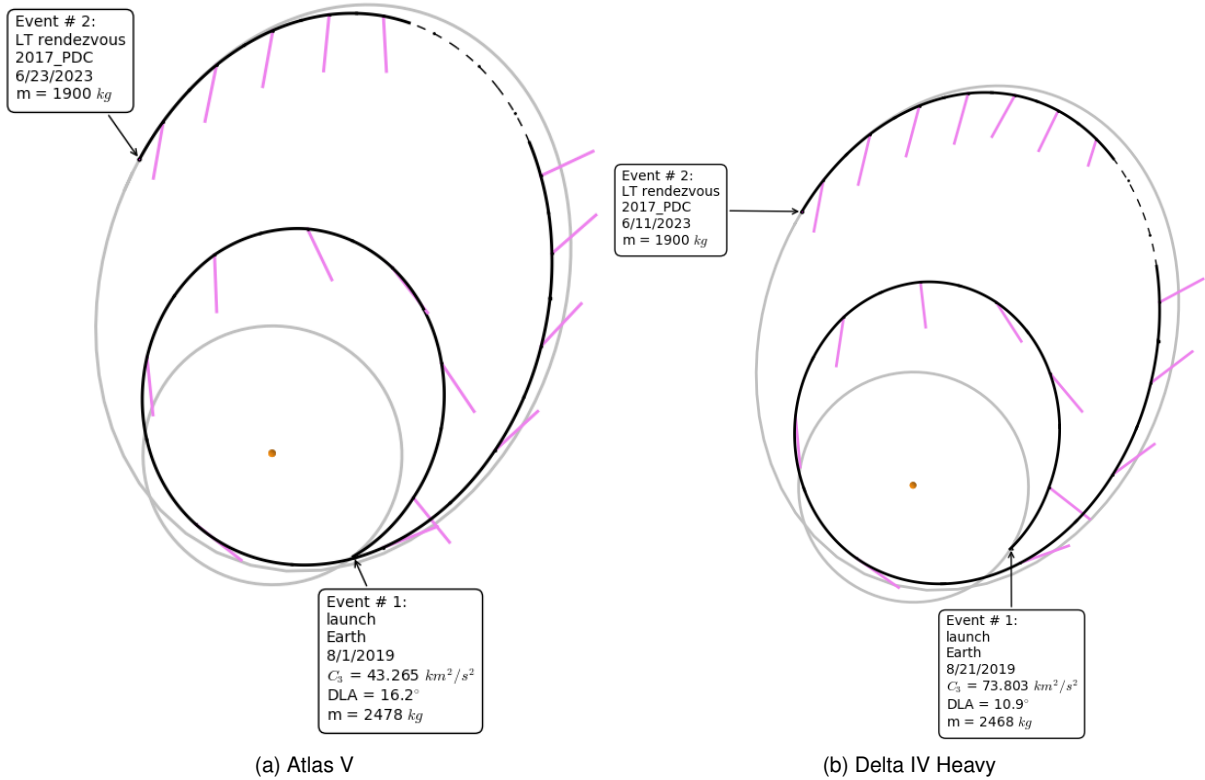 Event # 2:
LT rendezvous
2017_PDC
6/23/2023
m = 1900 kg
Event # 1:
launch
Earth
8/1/2019
C₃ = 43.265 km²/s²
DLA = 16.2°
m = 2478 kg
(a) Atlas V
Event # 2:
LT rendezvous
2017_PDC
6/11/2023
m = 1900 kg
Event # 1:
launch
Earth
8/21/2019
C₃ = 73.803 km²/s²
DLA = 10.9°
m = 2468 kg
(b) Delta IV Heavy